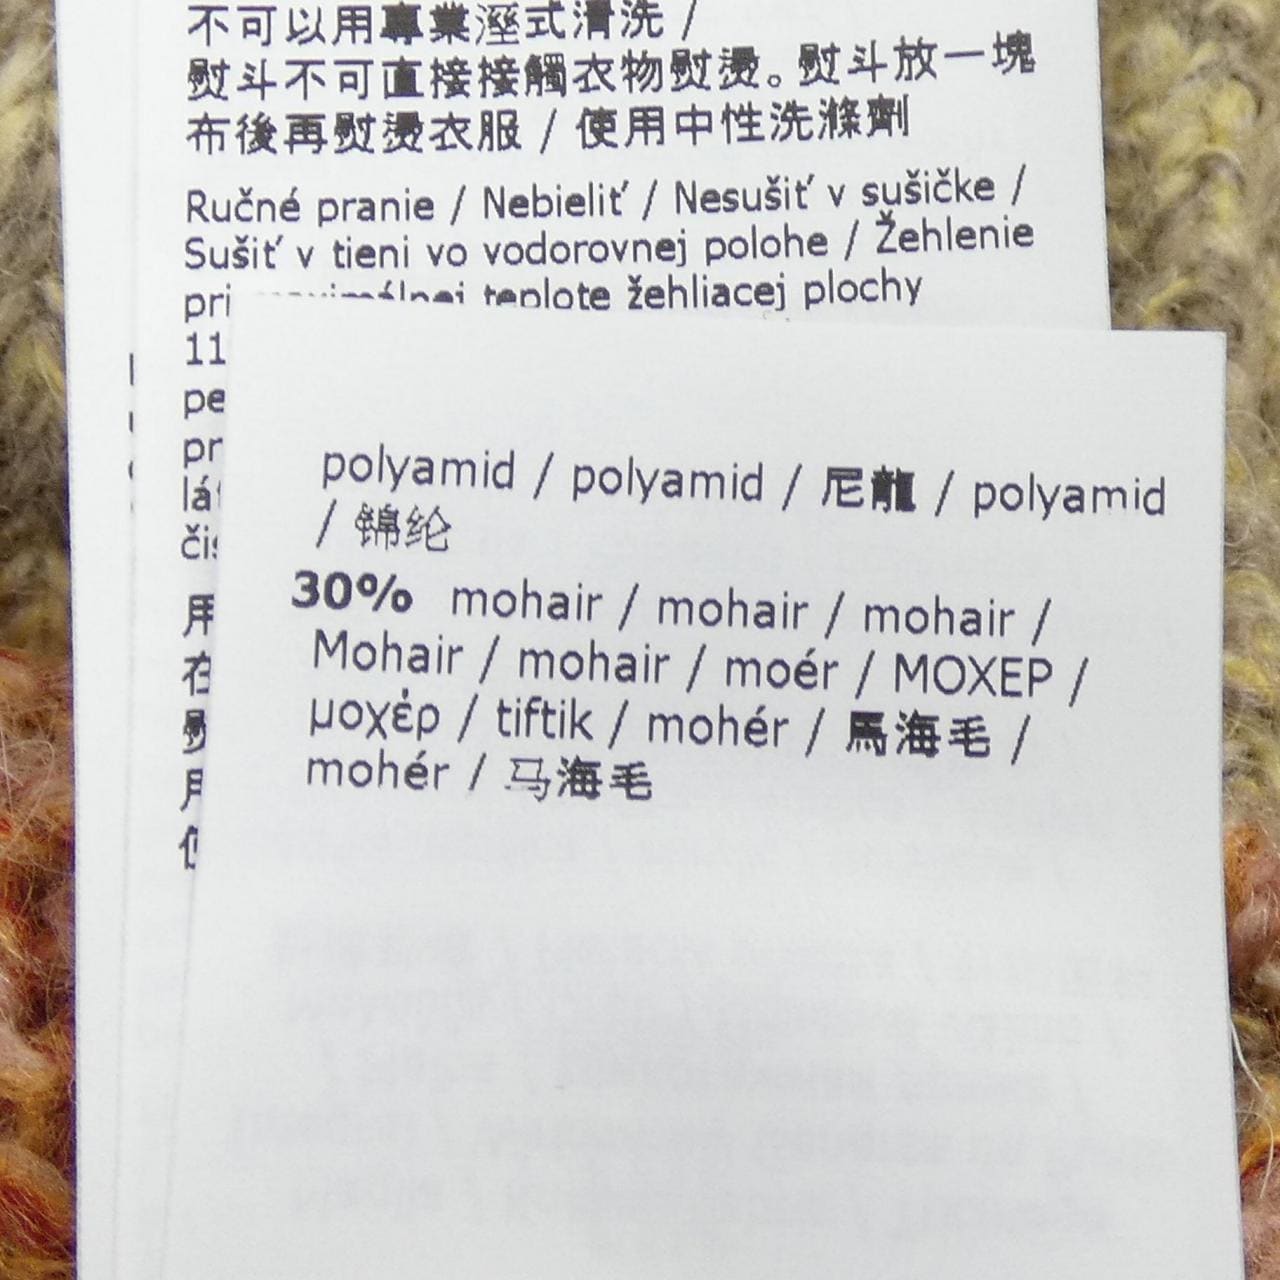 不可以用專業溼式清洗 /
熨斗不可直接接觸衣物熨燙。熨斗放一塊
布後再熨燙衣服 / 使用中性洗滌劑
Ručné pranie / Nebieliť / Nesušiť v sušičke /
Sušiť v tieni vo vodorovnej polohe / Žehlenie
pri teplote žehliacej plochy
11
pe
pr
lá
čis
用
在
polyamid / polyamid / 尼龍 / polyamid
/ 锦纶
30% mohair / mohair / mohair /
Mohair / mohair / moér / МОХЕР /
μοχέρ / tiftik / mohér / 馬海毛 /
mohér / 马海毛